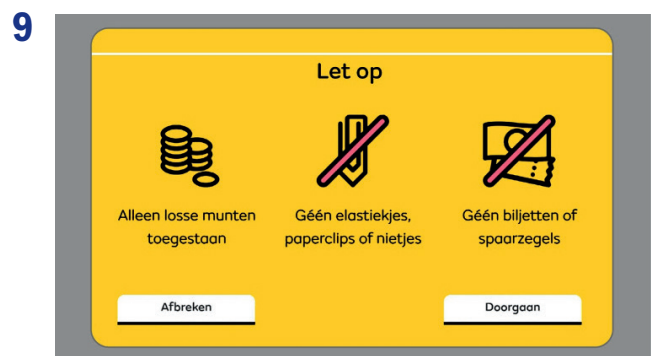 9
Let op
Alleen losse munten
toegestaan
Géén elastiekjes,
paperclips of nietjes
Géén biljetten of
spaarzegels
Afbreken
Doorgaan